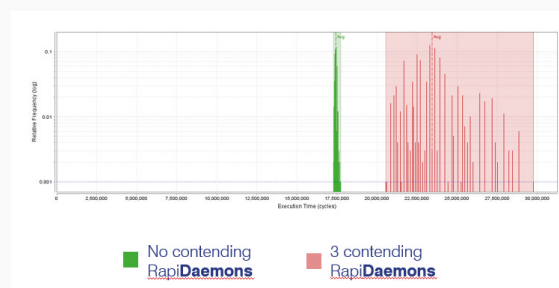 Avg
Avg
0.1
0.01
0.001
Relative Frequency (log)
0
2,500,000
5,000,000
7,500,000
10,000,000
12,500,000
15,000,000
17,500,000
20,000,000
22,500,000
25,000,000
27,500,000
30,000,000
Execution Time (cycles)
No contending
RapiDaemons
3 contending
RapiDaemons